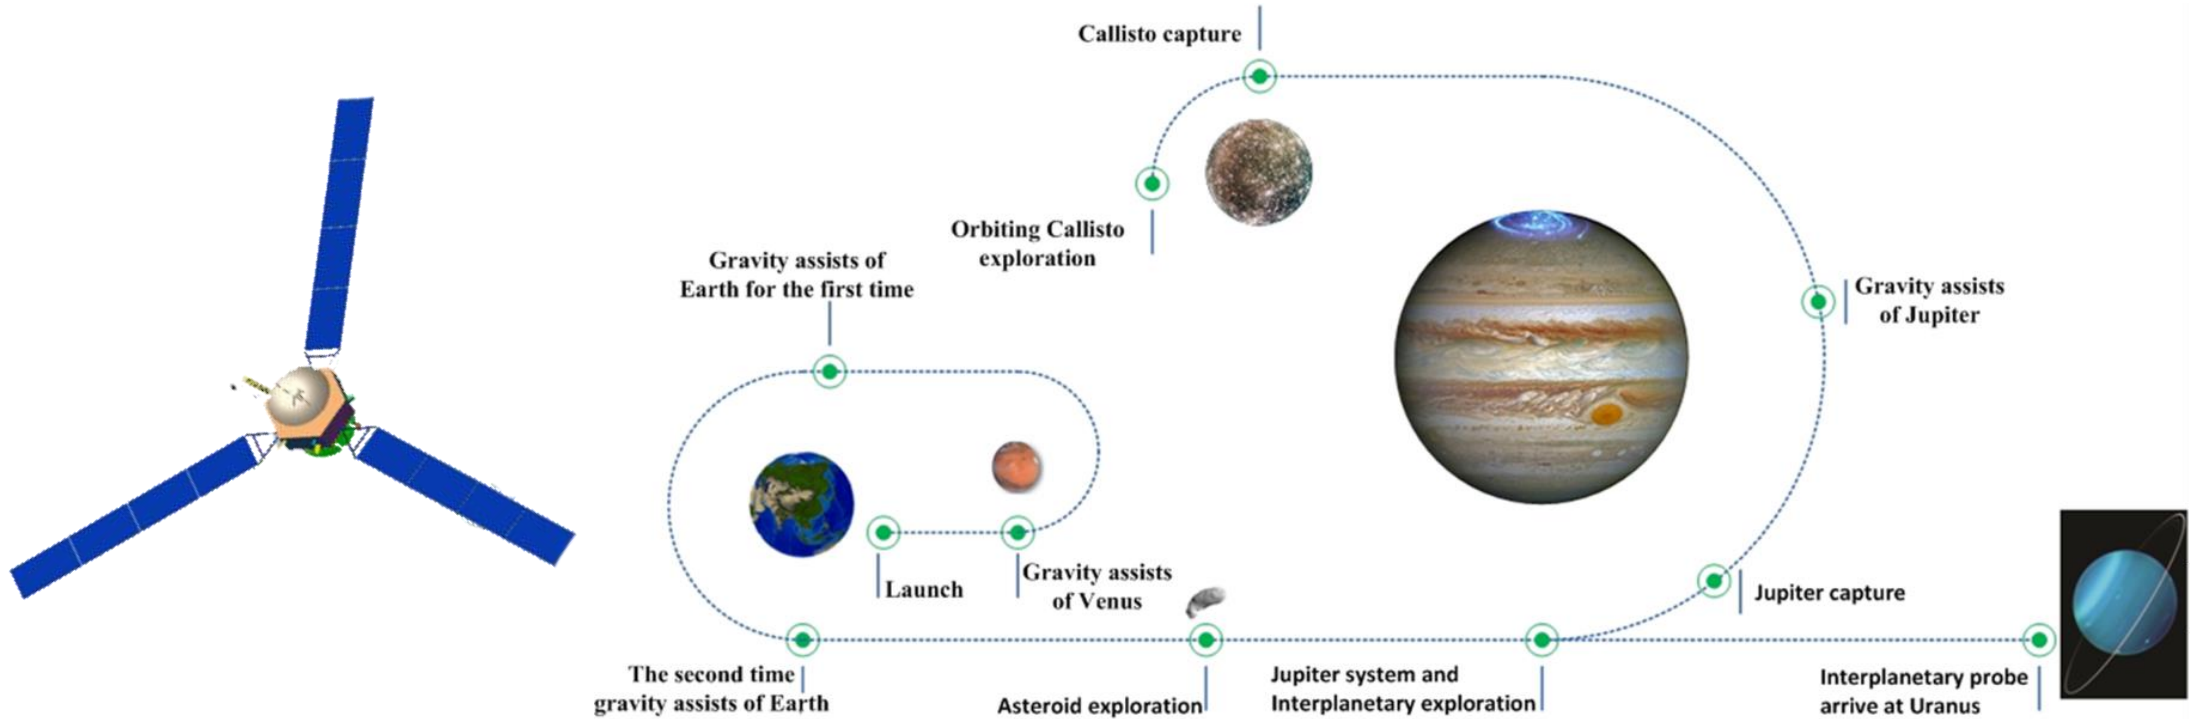 Callisto capture
Orbiting Callisto
exploration
Gravity assists of
Earth for the first time
Gravity assists
of Jupiter
Launch
Gravity assists
of Venus
Jupiter capture
The second time
gravity assists of Earth
Asteroid exploration
Jupiter system and
Interplanetary exploration
Interplanetary probe
arrive at Uranus